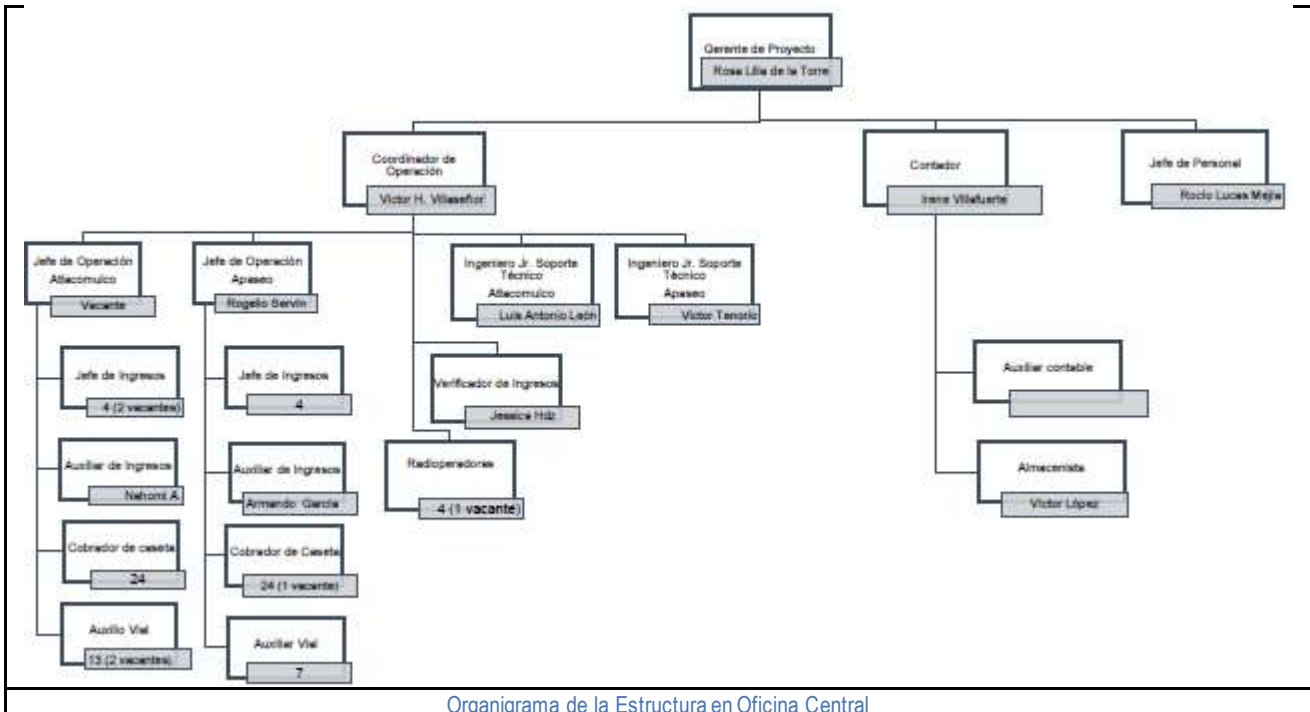 Gerente de Proyecto
Rosa Lilia de la Torre
Coordinador de
Operación
Victor H. Villaseñor
Contador
Irene Villafuerte
Jefe de Personal
Rocío Lucas Mejía
Jefe de Operación
Atlacomulco
Vacante
Jefe de Operación
Apaseo
Rogelio Servín
Ingeniero Jr. Soporte
Técnico
Atlacomulco
Luis Antonio León
Ingeniero Jr. Soporte
Técnico
Apaseo
Víctor Tenorio
Jefe de Ingresos
4 (2 vacantes)
Jefe de Ingresos
4
Verificador de Ingresos
Jessica Hdz
Auxiliar contable
Auxiliar de Ingresos
Nahomi A.
Auxiliar de Ingresos
Armando García
Radioperadores
4 (1 vacante)
Almacenista
Víctor López
Cobrador de caseta
24
Cobrador de Caseta
24 (1 vacante)
Auxilio Vial
13 (2 vacantes)
Auxiliar Vial
7
Organigrama de la Estructura en Oficina Central